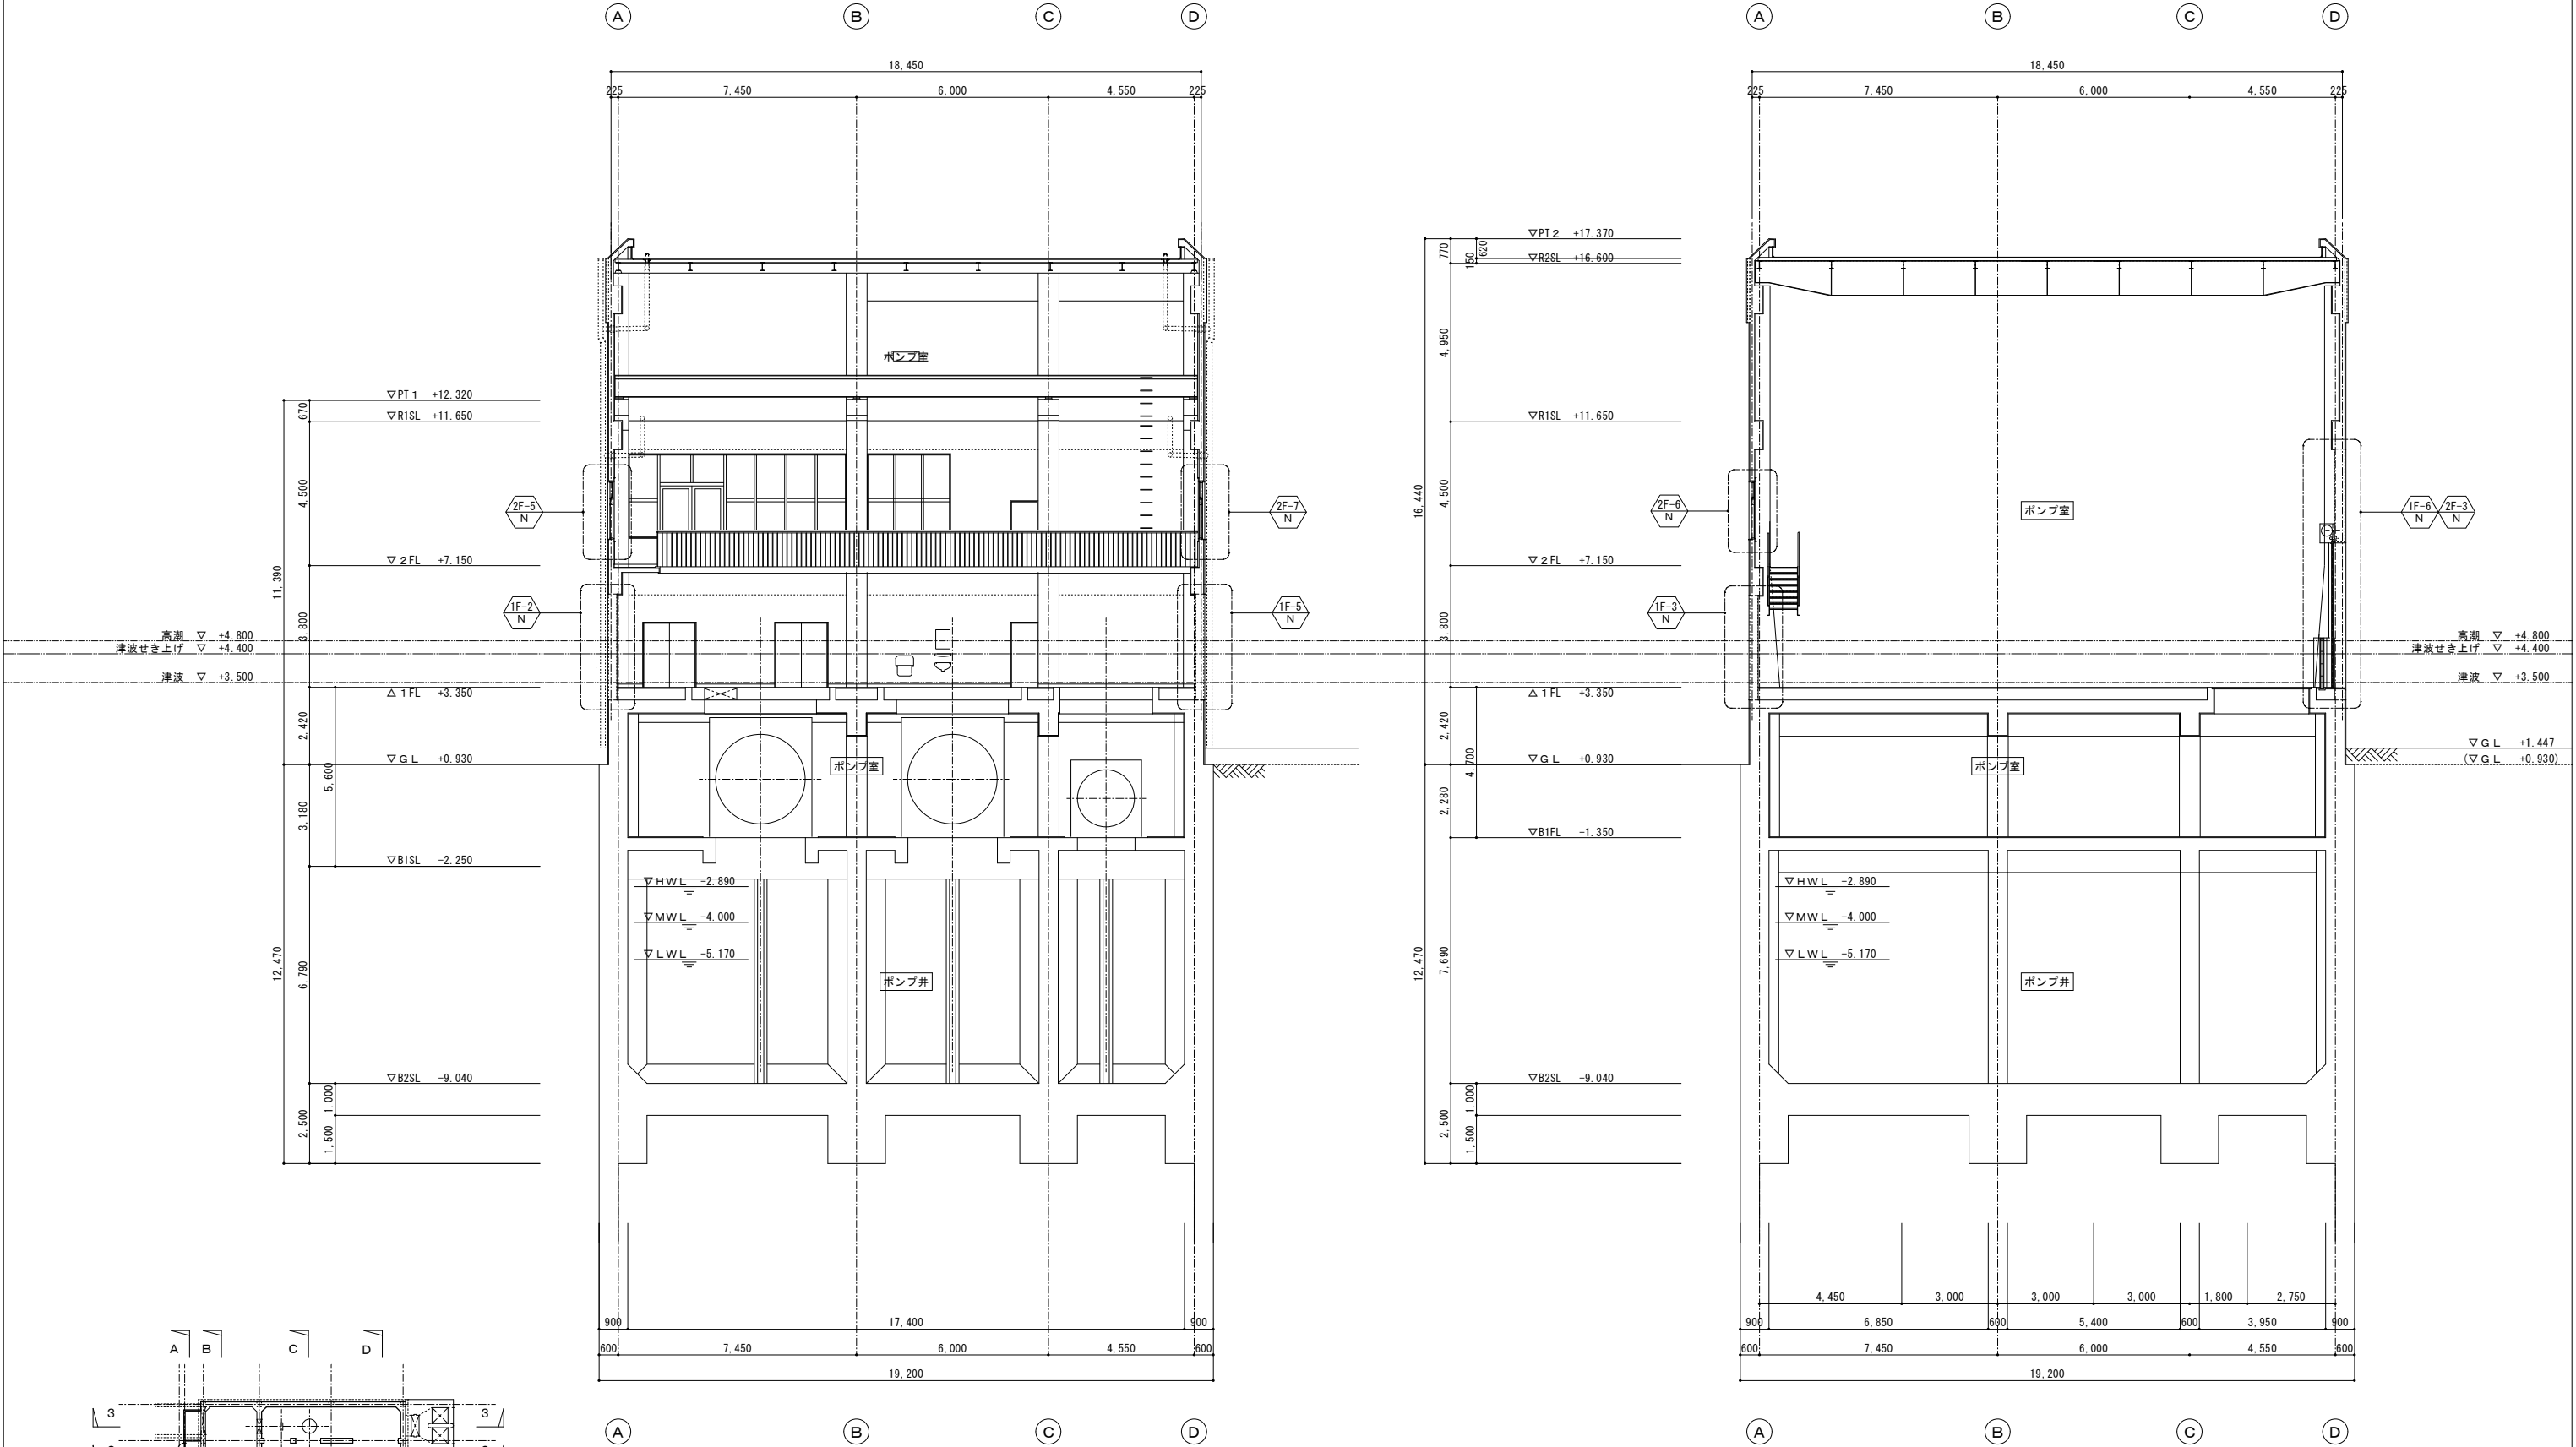 A B C D
18,450
225 7,450 6,000 4,550 225
▽PT１ +12.320
▽R1SL +11.650
▽２FL +7.150
高潮 ▽ +4.800
津波せき上げ ▽ +4.400
津波 ▽ +3.500
△１FL +3.350
▽ＧＬ +0.930
▽B1SL -2.250
▽B2SL -9.040
670
4,500
11,390
3,800
2,420
5,600
3,180
12,470
6,790
1,000
2,500
1,500
ポンプ室
2F-5
N
2F-7
N
1F-2
N
1F-5
N
ポンプ室
▽ＨＷＬ -2.890
▽ＭＷＬ -4.000
▽ＬＷＬ -5.170
ポンプ井
900 17,400 900
600 7,450 6,000 4,550 600
19,200
A B C D
A B C D
18,450
225 7,450 6,000 4,550 225
▽PT２ +17.370
▽R2SL +16.600
▽R1SL +11.650
▽２FL +7.150
△１FL +3.350
▽ＧＬ +0.930
▽B1FL -1.350
▽B2SL -9.040
770
620
150
4,950
16,440
4,500
3,800
2,420
4,700
2,280
12,470
7,690
1,000
2,500
1,500
2F-6
N
ポンプ室
1F-6
N
2F-3
N
1F-3
N
高潮 ▽ +4.800
津波せき上げ ▽ +4.400
津波 ▽ +3.500
▽ＧＬ +1.447
(▽ＧＬ +0.930)
ポンプ室
▽ＨＷＬ -2.890
▽ＭＷＬ -4.000
▽ＬＷＬ -5.170
ポンプ井
4,450 3,000 3,000 3,000 1,800 2,750
900 6,850 600 5,400 600 3,950 900
600 7,450 6,000 4,550 600
19,200
A B C D
A B C D
3 3